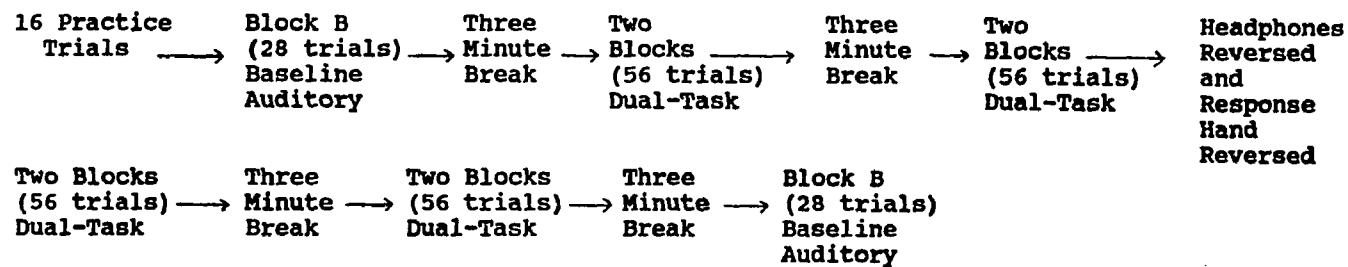 16 Practice Trials → Block B (28 trials) Baseline Auditory → Three Minute Break → Two Blocks (56 trials) Dual-Task → Three Minute Break → Two Blocks (56 trials) Dual-Task → Headphones Reversed and Response Hand Reversed
Two Blocks (56 trials) Dual-Task → Three Minute Break → Two Blocks (56 trials) Dual-Task → Three Minute Break → Block B (28 trials) Baseline Auditory